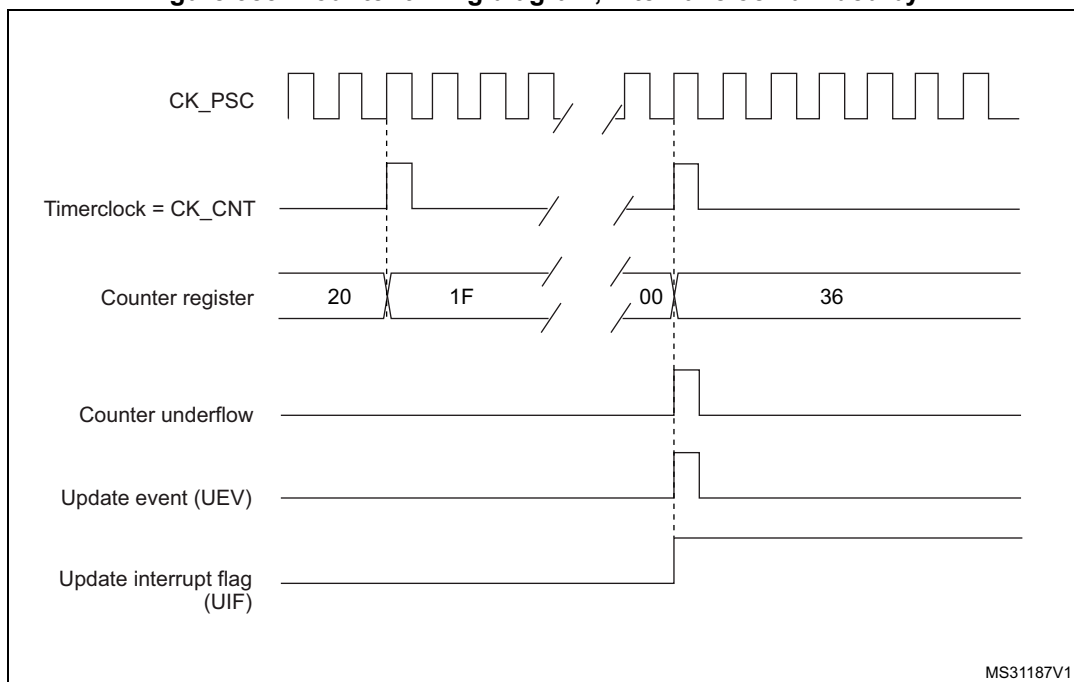 CK_PSC
Timerclock = CK_CNT
Counter register 20 1F 00 36
Counter underflow
Update event (UEV)
Update interrupt flag
(UIF)
MS31187V1